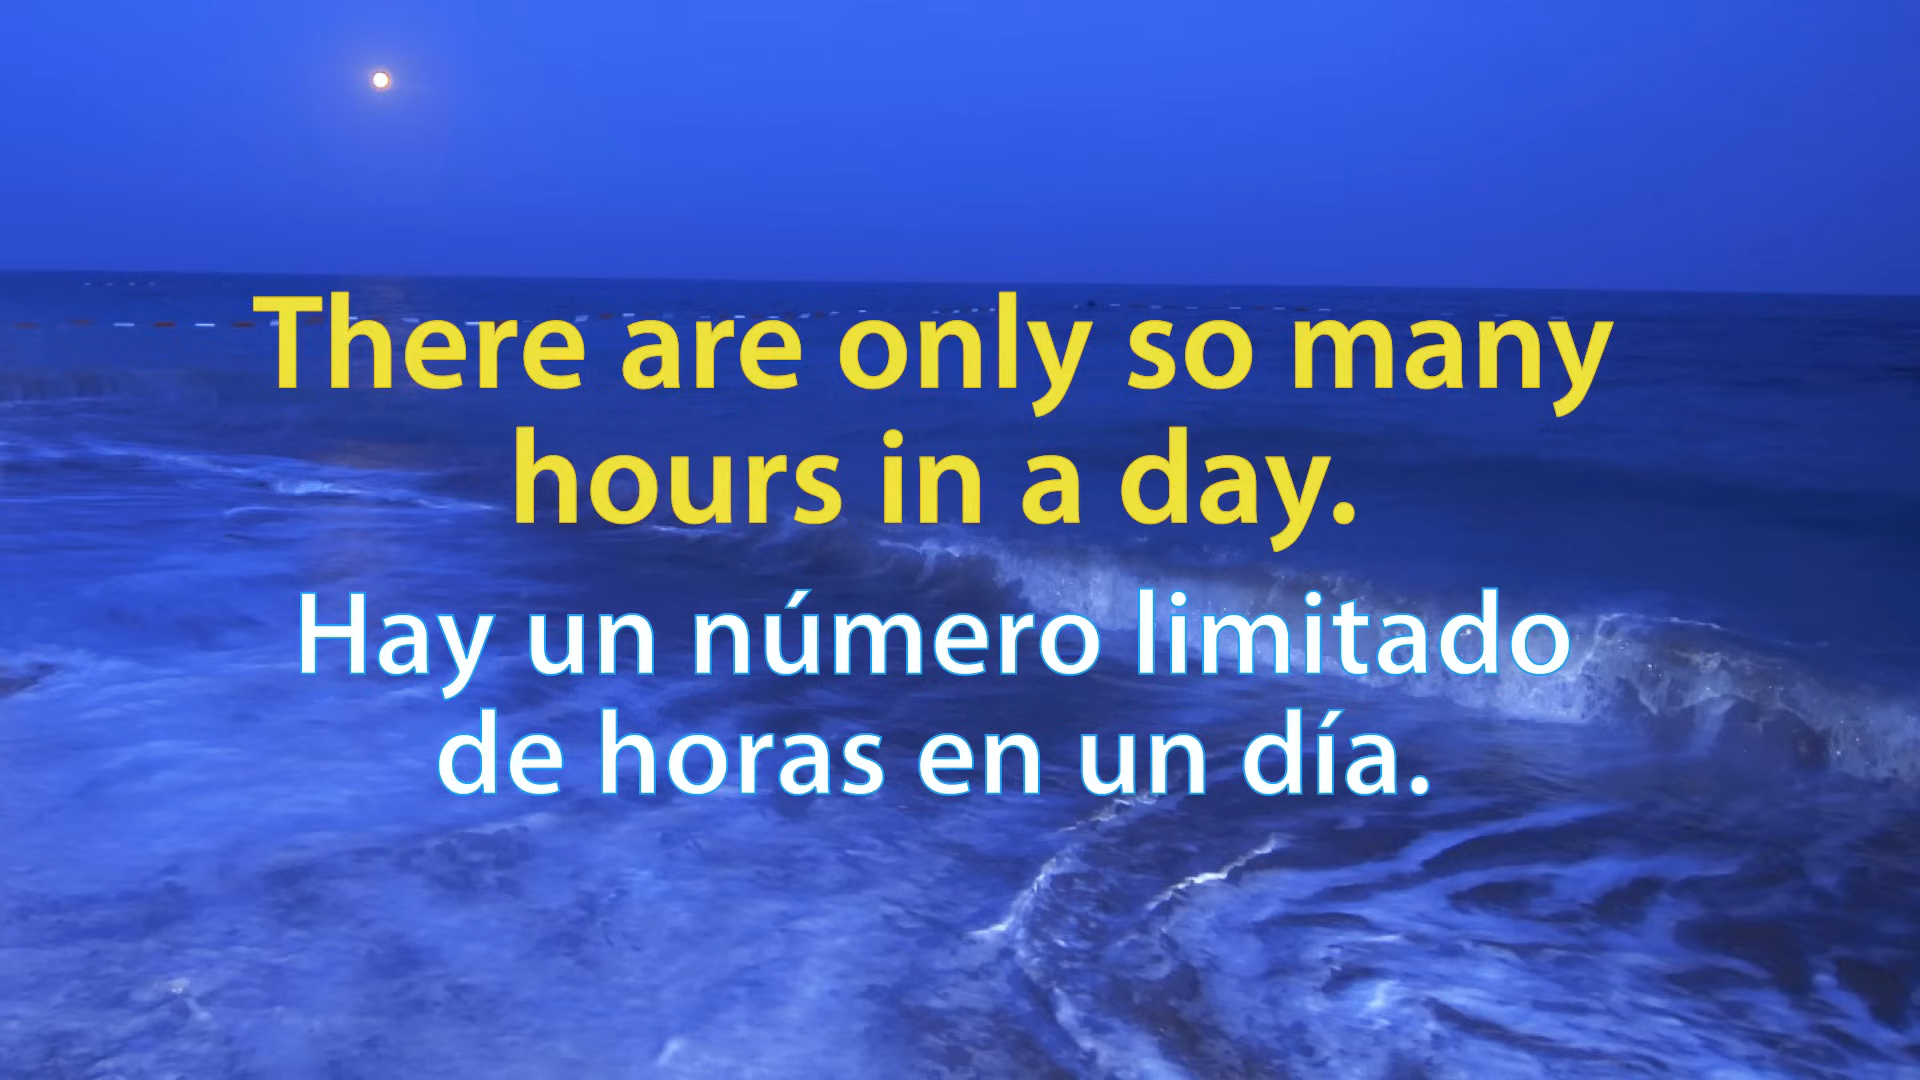 There are only so many
hours in a day.
Hay un número limitado
de horas en un día.